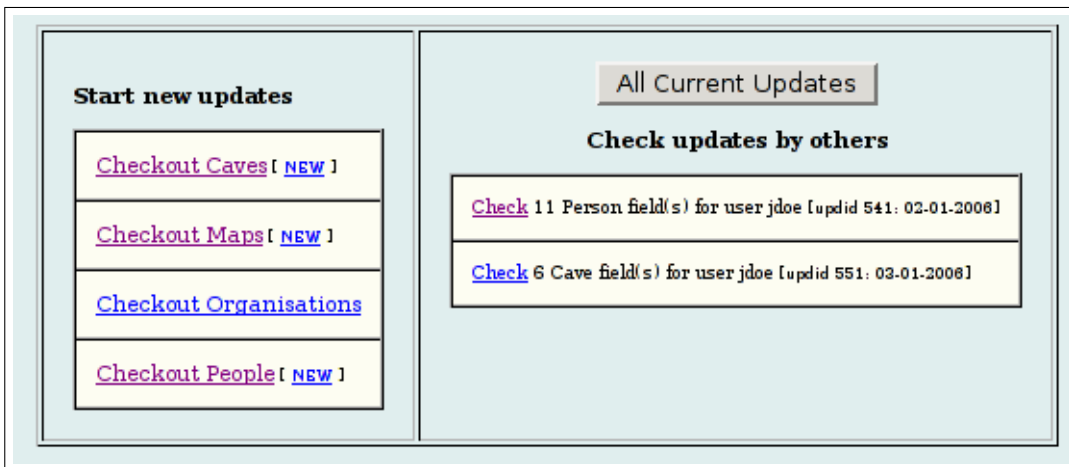 Start new updates
Checkout Caves [ NEW ]
Checkout Maps [ NEW ]
Checkout Organisations
Checkout People [ NEW ]
All Current Updates
Check updates by others
Check 11 Person field(s) for user jdoe [updid 541: 02-01-2006]
Check 6 Cave field(s) for user jdoe [updid 551: 03-01-2006]